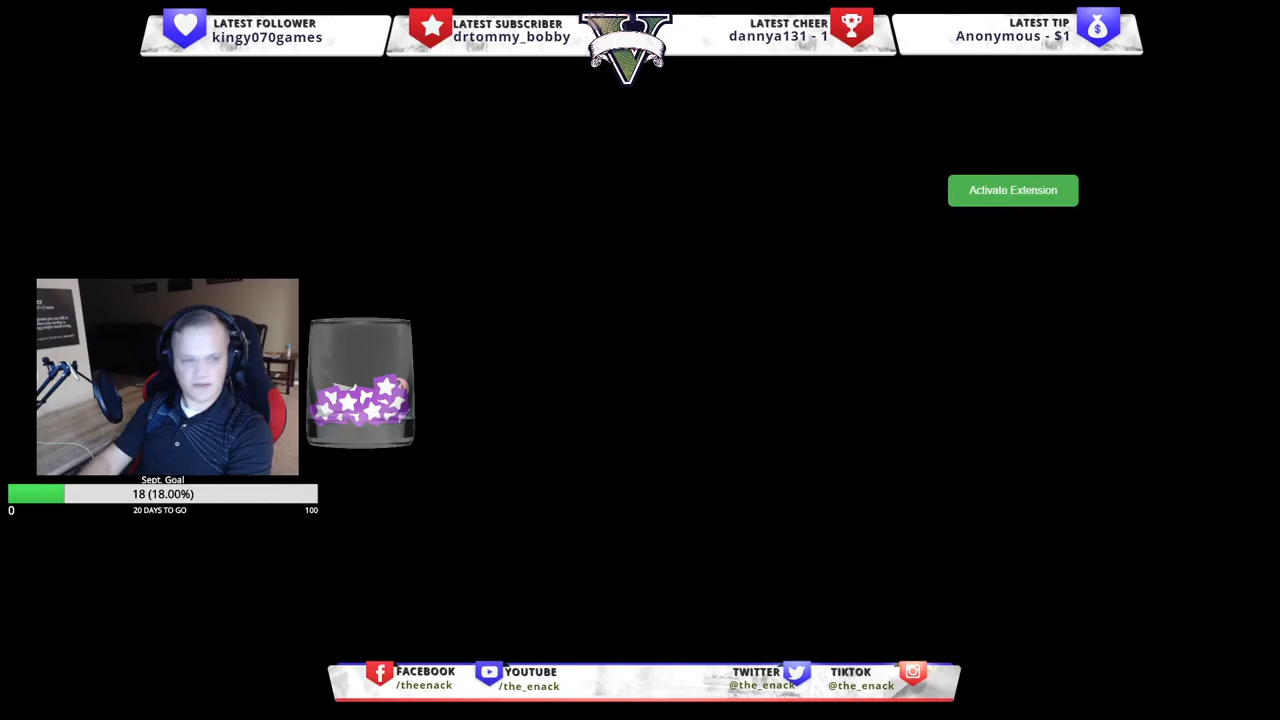 LATEST FOLLOWER
kingy070games
LATEST SUBSCRIBER
drtommy_bobby
LATEST CHEER
dannya131 - 1
LATEST TIP
Anonymous - $1
Activate Extension
Sept. Goal
18 (18.00%)
0
20 DAYS TO GO
100
FACEBOOK
/theenack
YOUTUBE
/the_enack
TWITTER
@the_enack
TIKTOK
@the_enack